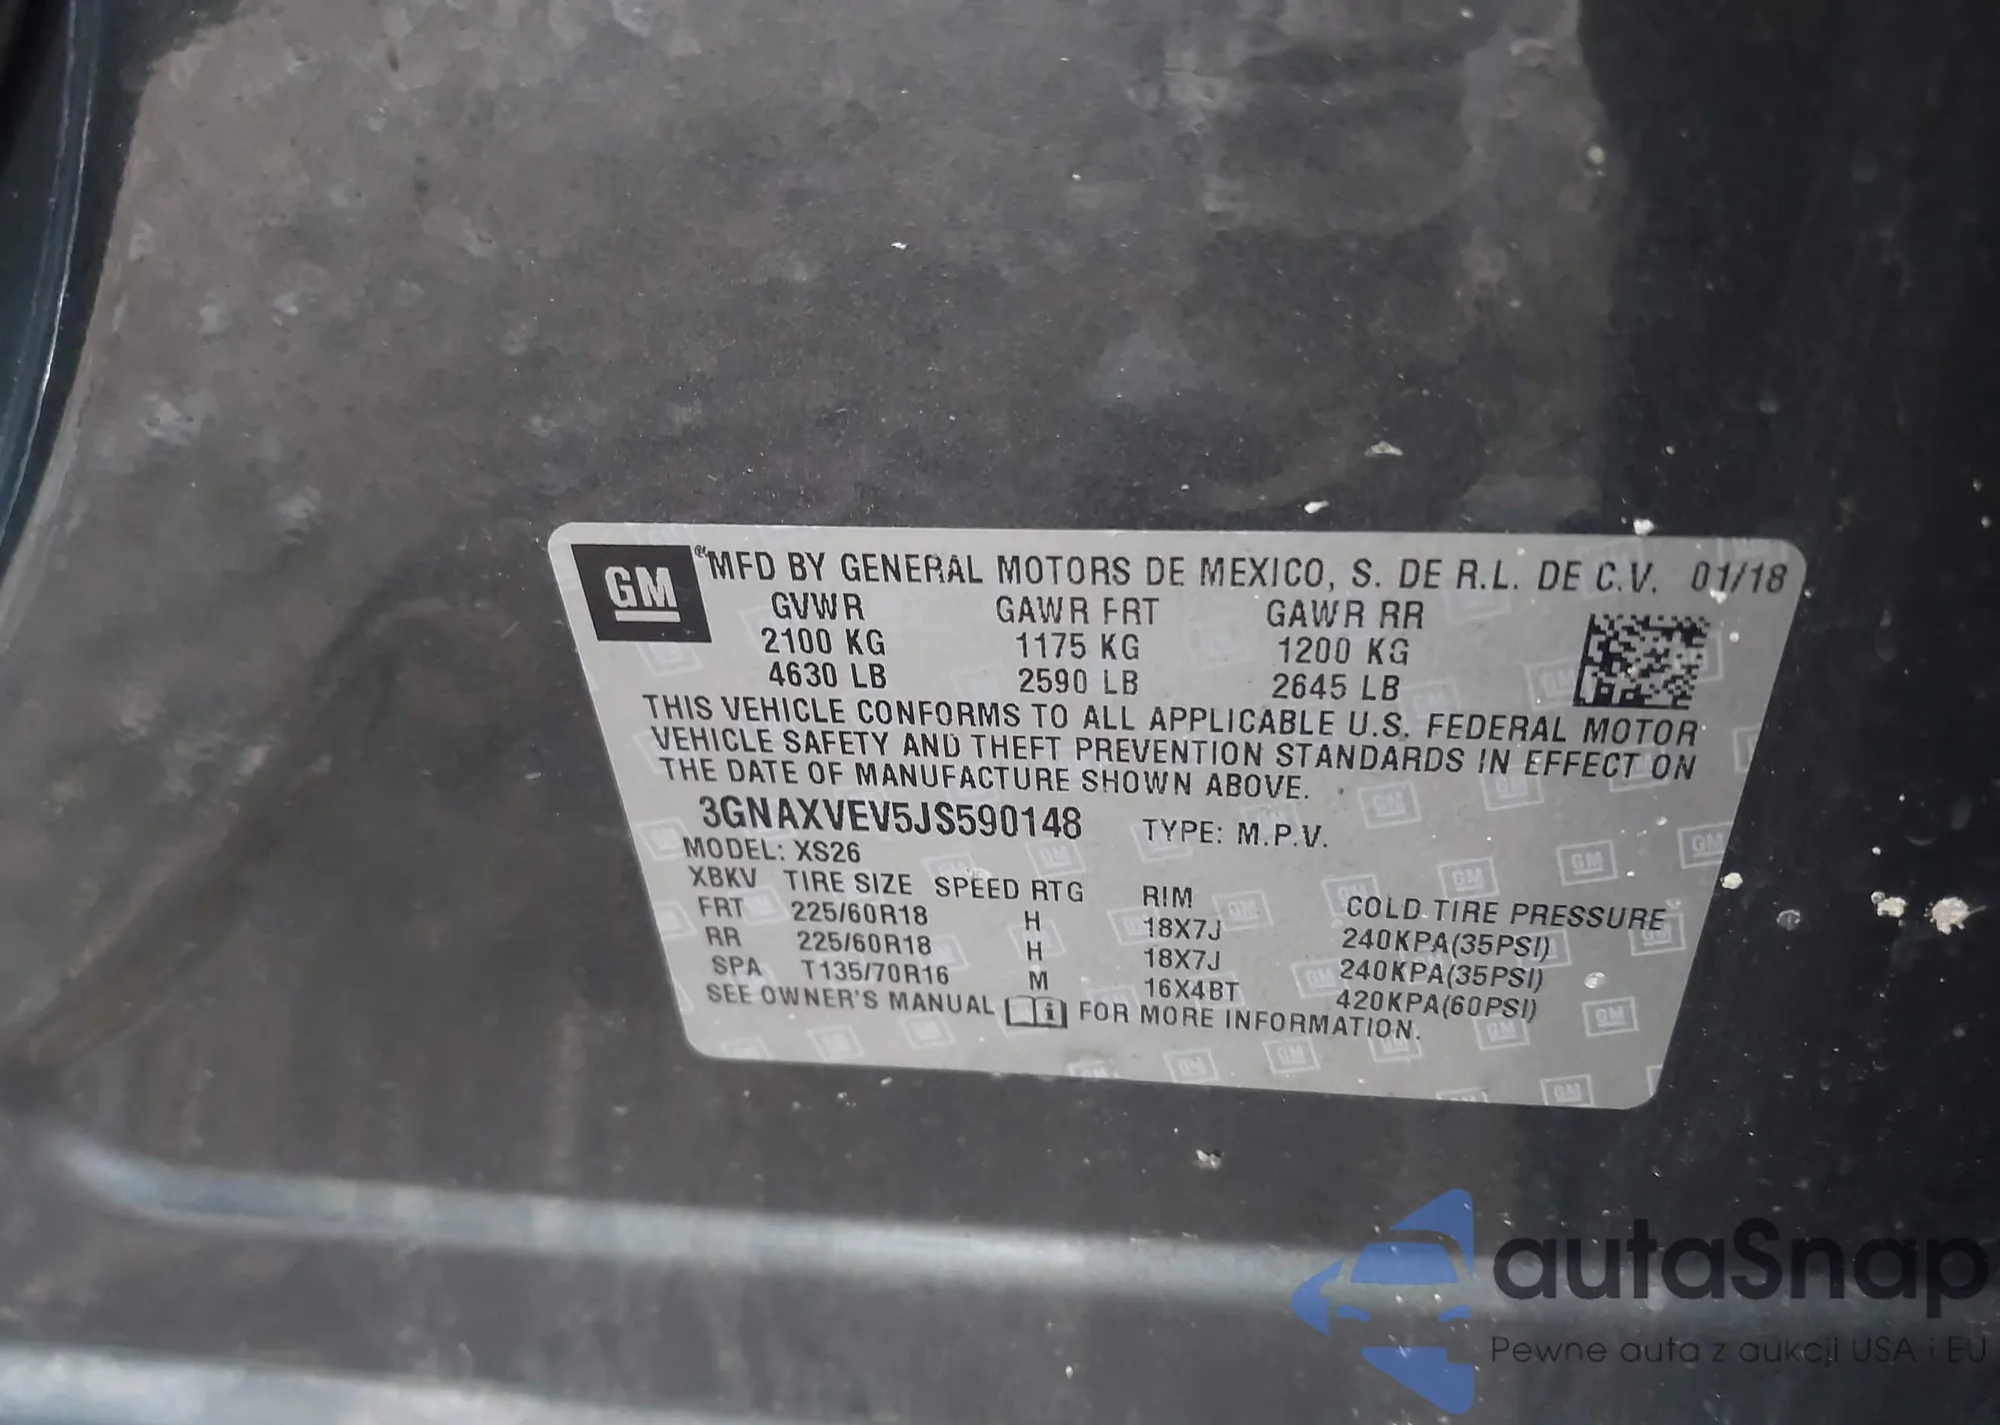 GM ® MFD BY GENERAL MOTORS DE MEXICO, S. DE R.L. DE C.V. 01/18
GVWR GAWR FRT GAWR RR
2100 KG 1175 KG 1200 KG
4630 LB 2590 LB 2645 LB
THIS VEHICLE CONFORMS TO ALL APPLICABLE U.S. FEDERAL MOTOR
VEHICLE SAFETY AND THEFT PREVENTION STANDARDS IN EFFECT ON
THE DATE OF MANUFACTURE SHOWN ABOVE.
3GNAXVEV5JS590148 TYPE: M.P.V.
MODEL: XS26
XBKV TIRE SIZE SPEED RTG RIM COLD TIRE PRESSURE
FRT 225/60R18 H 18X7J 240KPA(35PSI)
RR 225/60R18 H 18X7J 240KPA(35PSI)
SPA T135/70R16 M 16X4BT 420KPA(60PSI)
SEE OWNER'S MANUAL i FOR MORE INFORMATION.
autaSnap
Pewne auta z aukcji USA i EU